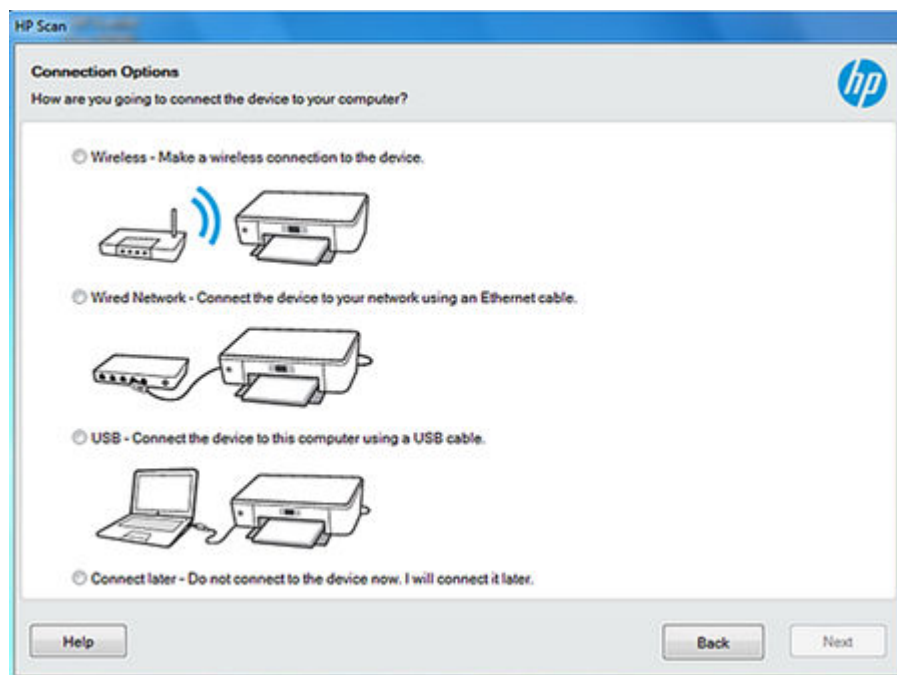 HP Scan
Connection Options
How are you going to connect the device to your computer?
hp
Wireless - Make a wireless connection to the device.
Wired Network - Connect the device to your network using an Ethernet cable.
USB - Connect the device to this computer using a USB cable.
Connect later - Do not connect to the device now. I will connect it later.
Help
Back
Next